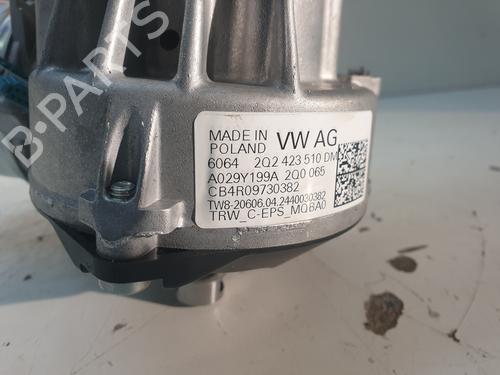 B-PARTS
MADE IN
POLAND VW AG
6064 2Q2 423 510 DM
A029Y199A 2Q0 065
CB4R09730382
TW8-20606.04.2440030382
TRW_C-EPS_MQBA0